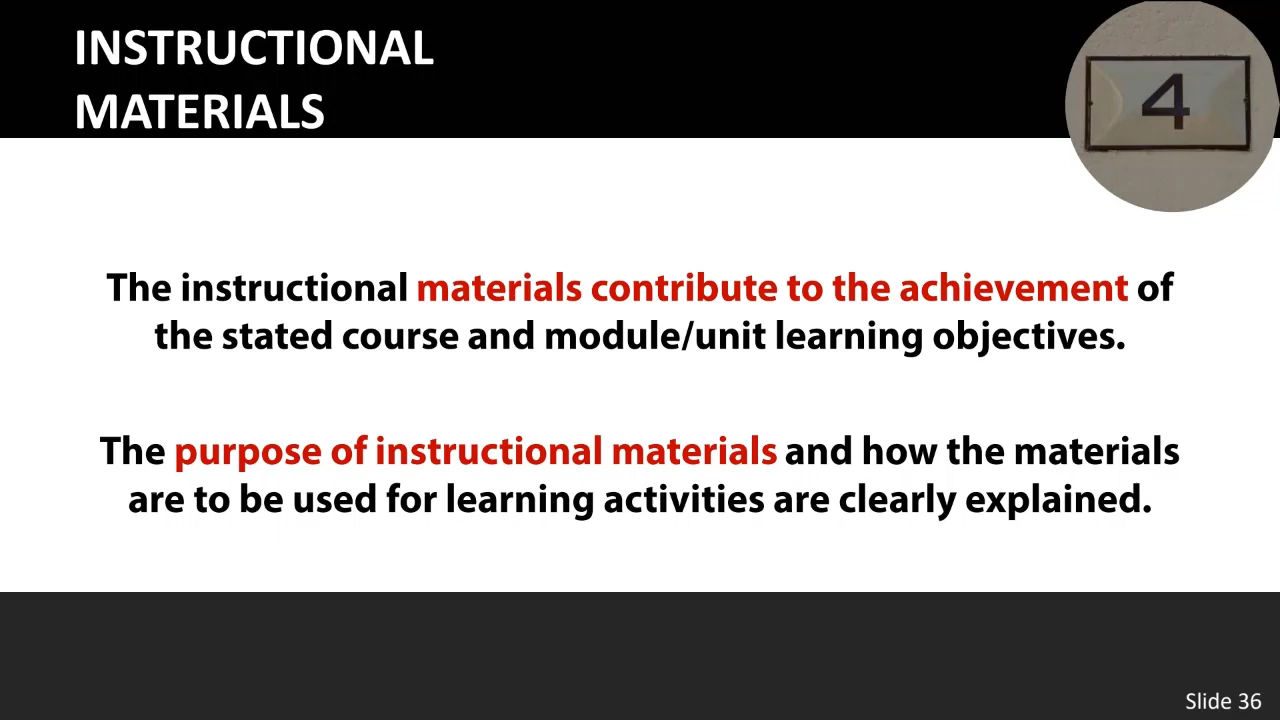 INSTRUCTIONAL
MATERIALS
4
The instructional materials contribute to the achievement of
the stated course and module/unit learning objectives.
The purpose of instructional materials and how the materials
are to be used for learning activities are clearly explained.
Slide 36